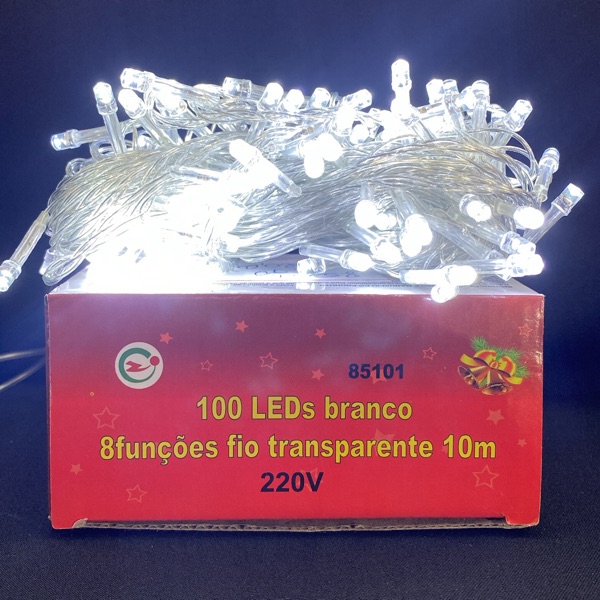 85101
100 LEDs branco
8funções fio transparente 10m
220V